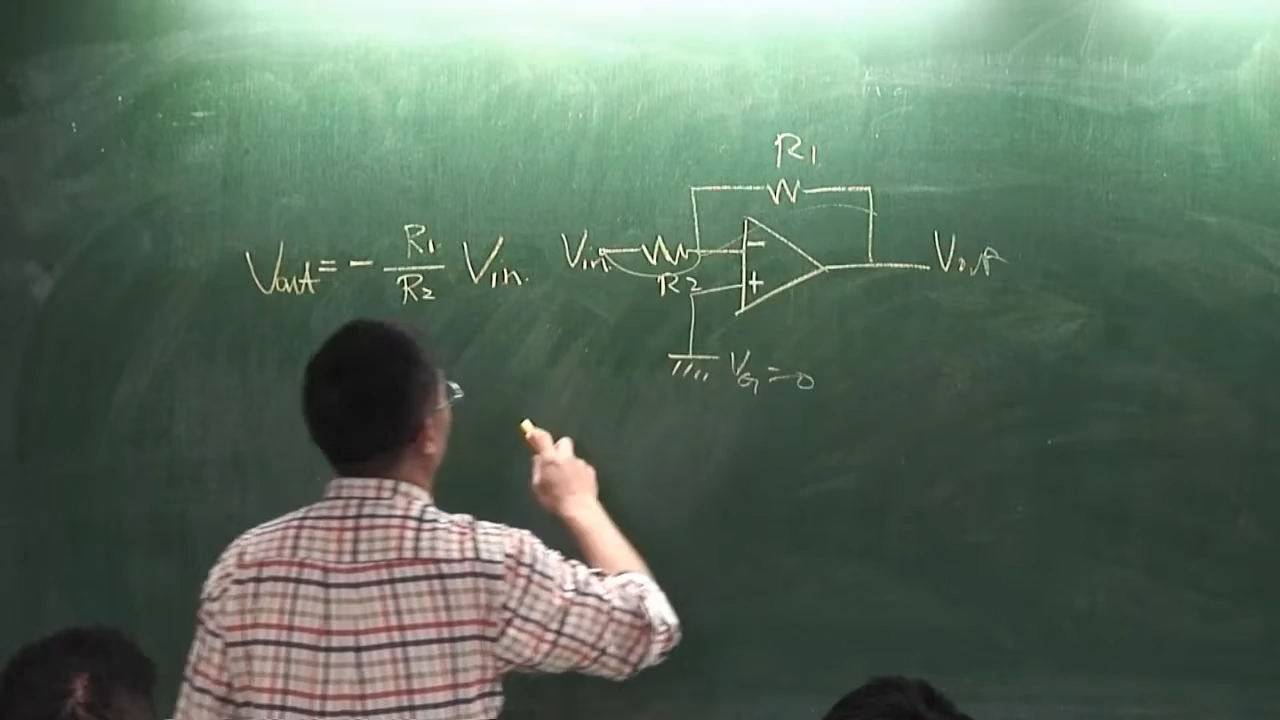 R1
Vout = - R1/R2 Vin.
Vin.
R2
-
+
Vout
VG = 0